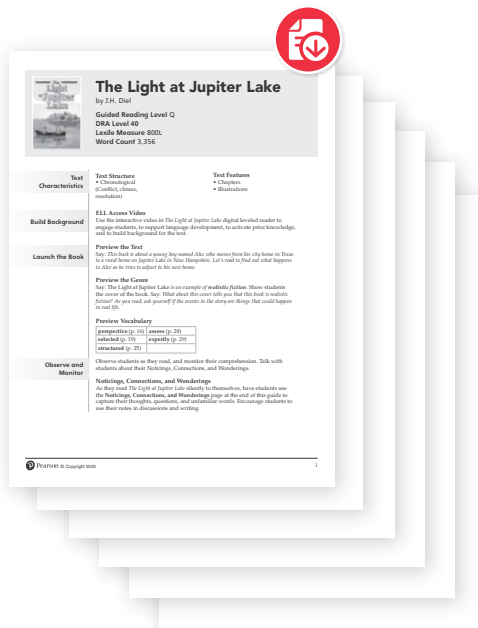 The
Light
at Jupiter
Lake
The Light at Jupiter Lake
by J.H. Diel
Guided Reading Level Q
DRA Level 40
Lexile Measure 800L
Word Count 3,356
Text
Characteristics
Text Structure
• Chronological
(Conflict, climax,
resolution)
Text Features
• Chapters
• Illustrations
Build Background
ELL Access Video
Use the interactive video in The Light at Jupiter Lake digital leveled reader to
engage students, to support language development, to activate prior knowledge,
and to build background for the text.
Launch the Book
Preview the Text
Say: This book is about a young boy named Alec who moves from his city home in Texas
to a rural home on Jupiter Lake in New Hampshire. Let's read to find out what happens
to Alec as he tries to adjust to his new home.
Preview the Genre
Say: The Light at Jupiter Lake is an example of realistic fiction. Show students
the cover of the book. Say: What about this cover tells you that this book is realistic
fiction? As you read, ask yourself if the events in the story are things that could happen
in real life.
Preview Vocabulary
perspective (p. 16) assess (p. 28)
selected (p. 19) expertly (p. 29)
structured (p. 25)
Observe and
Monitor
Observe students as they read, and monitor their comprehension. Talk with
students about their Noticings, Connections, and Wonderings.
Noticings, Connections, and Wonderings
As they read The Light at Jupiter Lake silently to themselves, have students use
the Noticings, Connections, and Wonderings page at the end of this guide to
capture their thoughts, questions, and unfamiliar words. Encourage students to
use their notes in discussions and writing.
P Pearson © Copyright 2020
1